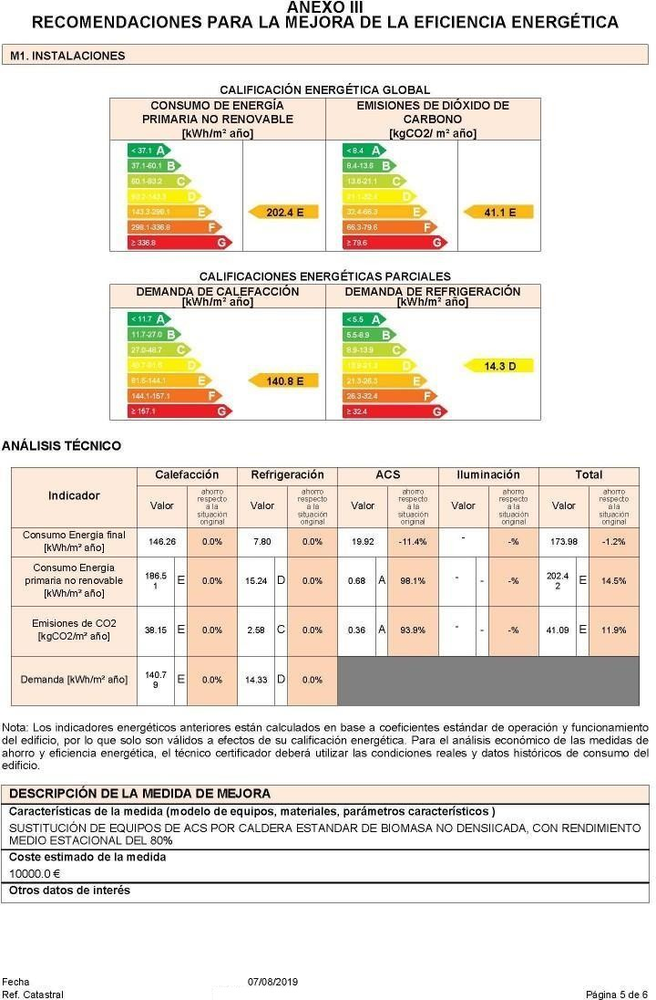 ANEXO III
RECOMENDACIONES PARA LA MEJORA DE LA EFICIENCIA ENERGÉTICA
M1. INSTALACIONES
CALIFICACIÓN ENERGÉTICA GLOBAL
CONSUMO DE ENERGÍA
PRIMARIA NO RENOVABLE
[kWh/m² año]
EMISIONES DE DIÓXIDO DE
CARBONO
[kgCO2/ m² año]
< 37.1 A
37.1-60.1 B
60.1-93.2 C
D
143.3-298.1 E
298.1-336.8 F
≥ 336.8 G
202.4 E
< 8.4 A
8.4-13.6 B
13.6-21.1 C
21.1-32.4 D
32.4-66.3 E
66.3-79.6 F
≥ 79.6 G
41.1 E
CALIFICACIONES ENERGÉTICAS PARCIALES
DEMANDA DE CALEFACCIÓN
[kWh/m² año]
DEMANDA DE REFRIGERACIÓN
[kWh/m² año]
< 11.7 A
11.7-27.0 B
27.0-48.7 C
D
81.6-144.1 E
144.1-157.1 F
≥ 157.1 G
140.8 E
< 5.5 A
5.5-8.9 B
8.9-13.9 C
13.9-21.3 D
21.3-26.3 E
26.3-32.4 F
≥ 32.4 G
14.3 D
ANÁLISIS TÉCNICO
Indicador Calefacción Refrigeración ACS Iluminación Total
Valor ahorro respecto a la situación original Valor ahorro respecto a la situación original Valor ahorro respecto a la situación original Valor ahorro respecto a la situación original Valor ahorro respecto a la situación original
Consumo Energía final
[kWh/m² año] 146.26 0.0% 7.80 0.0% 19.92 -11.4% - -% 173.98 -1.2%
Consumo Energía
primaria no renovable
[kWh/m² año] 186.5
1 E 0.0% 15.24 D 0.0% 0.68 A 98.1% - - -% 202.4
2 E 14.5%
Emisiones de CO2
[kgCO2/m² año] 38.15 E 0.0% 2.58 C 0.0% 0.36 A 93.9% - - -% 41.09 E 11.9%
Demanda [kWh/m² año] 140.7
9 E 0.0% 14.33 D 0.0%
Nota: Los indicadores energéticos anteriores están calculados en base a coeficientes estándar de operación y funcionamiento
del edificio, por lo que solo son válidos a efectos de su calificación energética. Para el análisis económico de las medidas de
ahorro y eficiencia energética, el técnico certificador deberá utilizar las condiciones reales y datos históricos de consumo del
edificio.
DESCRIPCIÓN DE LA MEDIDA DE MEJORA
Características de la medida (modelo de equipos, materiales, parámetros característicos )
SUSTITUCIÓN DE EQUIPOS DE ACS POR CALDERA ESTANDAR DE BIOMASA NO DENSIICADA, CON RENDIMIENTO
MEDIO ESTACIONAL DEL 80%
Coste estimado de la medida
10000.0 €
Otros datos de interés
Fecha 07/08/2019
Ref. Catastral Página 5 de 6